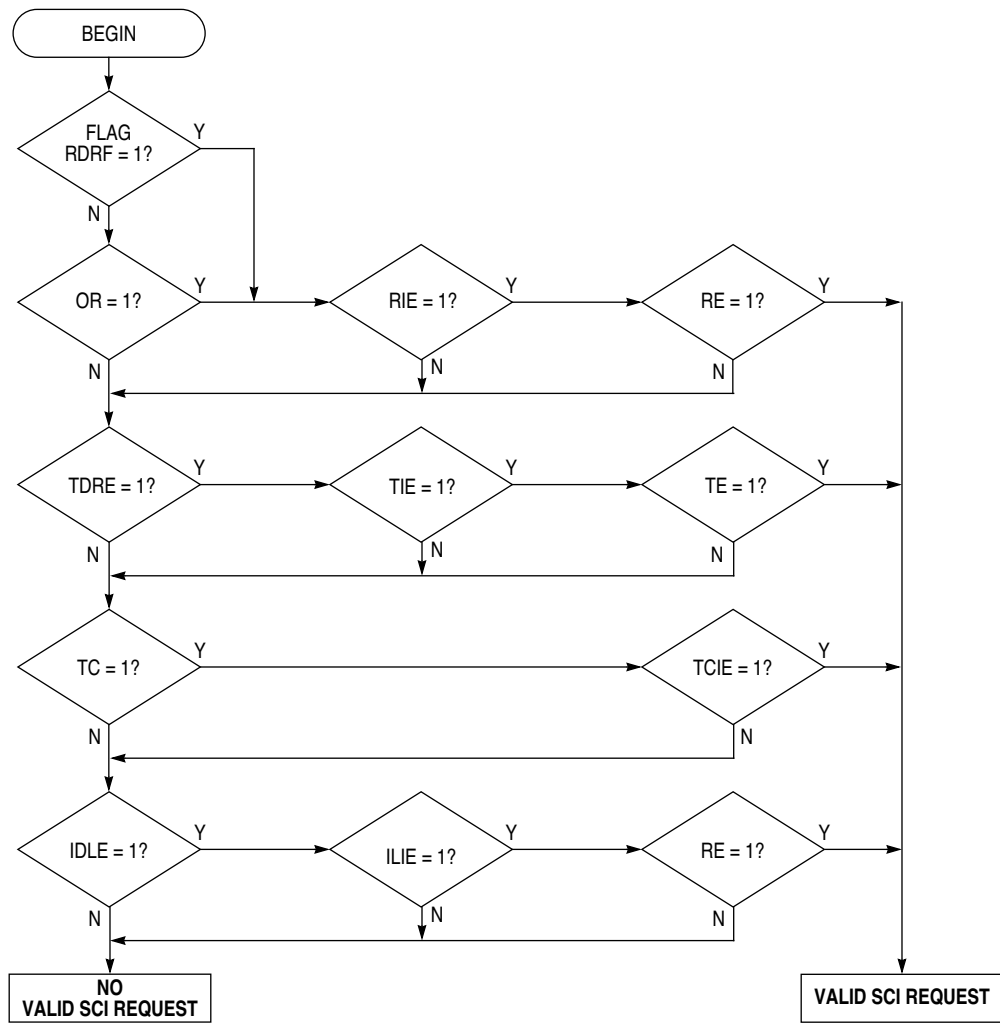 BEGIN
FLAG
RDRF = 1?
Y
N
OR = 1?
Y
RIE = 1?
Y
RE = 1?
Y
N
N
N
TDRE = 1?
Y
TIE = 1?
Y
TE = 1?
Y
N
N
N
TC = 1?
Y
TCIE = 1?
Y
N
N
IDLE = 1?
Y
ILIE = 1?
Y
RE = 1?
Y
N
N
N
NO
VALID SCI REQUEST
VALID SCI REQUEST